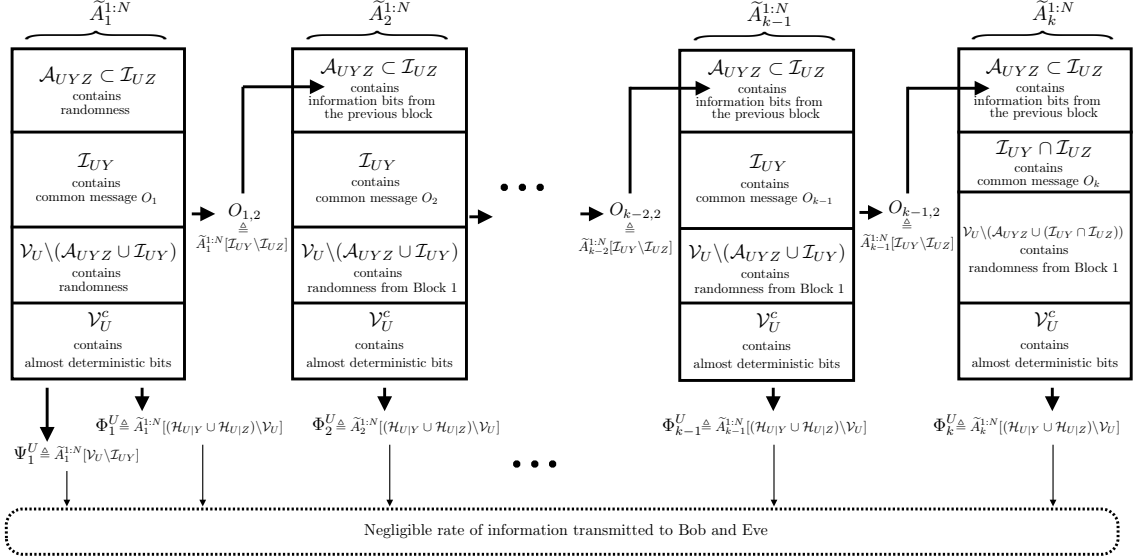 Ã_1^{1:N}
Ã_2^{1:N}
Ã_{k-1}^{1:N}
Ã_k^{1:N}
𝒜_{UYZ} ⊂ ℐ_{UZ}
contains
randomness
ℐ_{UY}
contains
common message O_1
𝒱_U\(𝒜_{UYZ} ∪ ℐ_{UY})
contains
randomness
𝒱_U^c
contains
almost deterministic bits
O_{1,2}
≜
Ã_1^{1:N}[ℐ_{UY}\ℐ_{UZ}]
𝒜_{UYZ} ⊂ ℐ_{UZ}
contains
information bits from
the previous block
ℐ_{UY}
contains
common message O_2
𝒱_U\(𝒜_{UYZ} ∪ ℐ_{UY})
contains
randomness from Block 1
𝒱_U^c
contains
almost deterministic bits
• • •
O_{k-2,2}
≜
Ã_{k-2}^{1:N}[ℐ_{UY}\ℐ_{UZ}]
𝒜_{UYZ} ⊂ ℐ_{UZ}
contains
information bits from
the previous block
ℐ_{UY}
contains
common message O_{k-1}
𝒱_U\(𝒜_{UYZ} ∪ ℐ_{UY})
contains
randomness from Block 1
𝒱_U^c
contains
almost deterministic bits
O_{k-1,2}
≜
Ã_{k-1}^{1:N}[ℐ_{UY}\ℐ_{UZ}]
𝒜_{UYZ} ⊂ ℐ_{UZ}
contains
information bits from
the previous block
ℐ_{UY} ∩ ℐ_{UZ}
contains
common message O_k
𝒱_U\(𝒜_{UYZ} ∪ (ℐ_{UY} ∩ ℐ_{UZ}))
contains
randomness from Block 1
𝒱_U^c
contains
almost deterministic bits
Φ_1^U ≜ Ã_1^{1:N}[(ℋ_{U|Y} ∪ ℋ_{U|Z})\𝒱_U]
Φ_2^U ≜ Ã_2^{1:N}[(ℋ_{U|Y} ∪ ℋ_{U|Z})\𝒱_U]
Φ_{k-1}^U ≜ Ã_{k-1}^{1:N}[(ℋ_{U|Y} ∪ ℋ_{U|Z})\𝒱_U]
Φ_k^U ≜ Ã_k^{1:N}[(ℋ_{U|Y} ∪ ℋ_{U|Z})\𝒱_U]
Ψ_1^U ≜ Ã_1^{1:N}[𝒱_U\ℐ_{UY}]
• • •
Negligible rate of information transmitted to Bob and Eve